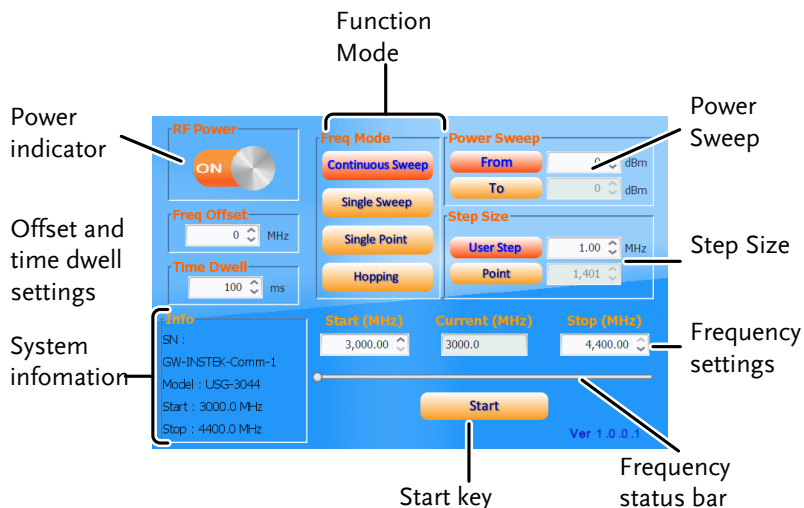 Function
Mode
Power
indicator
Power
Sweep
RF Power
ON
Freq Mode
Continuous Sweep
Single Sweep
Single Point
Hopping
Power Sweep
From
0 dBm
To
0 dBm
Offset and
time dwell
settings
Freq Offset
0 MHz
Time Dwell
100 ms
Step Size
User Step
1.00 MHz
Point
1,401
Step Size
System
infomation
Info
SN :
GW-INSTEK-Comm-1
Model : USG-3044
Start : 3000.0 MHz
Stop : 4400.0 MHz
Start (MHz)
Current (MHz)
Stop (MHz)
3,000.00
3000.0
4,400.00
Frequency
settings
Start
Ver 1.0.0.1
Start key
Frequency
status bar